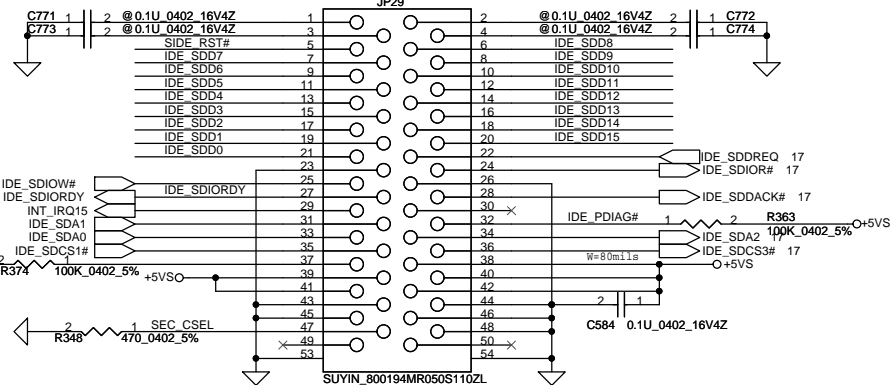 JP29
C771 1 2 @0.1U_0402_16V4Z 1 2 @0.1U_0402_16V4Z 2 1 C772
C773 1 2 @0.1U_0402_16V4Z 3 4 @0.1U_0402_16V4Z 2 1 C774
SIDE_RST# 5 6 IDE_SDD8
IDE_SDD7 7 8 IDE_SDD9
IDE_SDD6 9 10 IDE_SDD10
IDE_SDD5 11 12 IDE_SDD11
IDE_SDD4 13 14 IDE_SDD12
IDE_SDD3 15 16 IDE_SDD13
IDE_SDD2 17 18 IDE_SDD14
IDE_SDD1 19 20 IDE_SDD15
IDE_SDD0 21 22 IDE_SDDREQ 17
23 24 IDE_SDIOR# 17
IDE_SDIOW# 25 26
IDE_SDIORDY IDE_SDIORDY 27 28 IDE_SDDACK# 17
INT_IRQ15 29 30
IDE_SDA1 31 32 IDE_PDIAG# 1 2 R363 100K_0402_5% +5VS
IDE_SDA0 33 34 IDE_SDA2 17
IDE_SDCS1# 35 36 IDE_SDCS3# 17
2 1 R374 100K_0402_5% 37 38 W=80mils +5VS
+5VS 39 40
41 42
43 44 2 1 C584 0.1U_0402_16V4Z
45 46
2 1 R348 470_0402_5% SEC_CSEL 47 48
49 50
53 54
SUYIN_800194MR050S110ZL